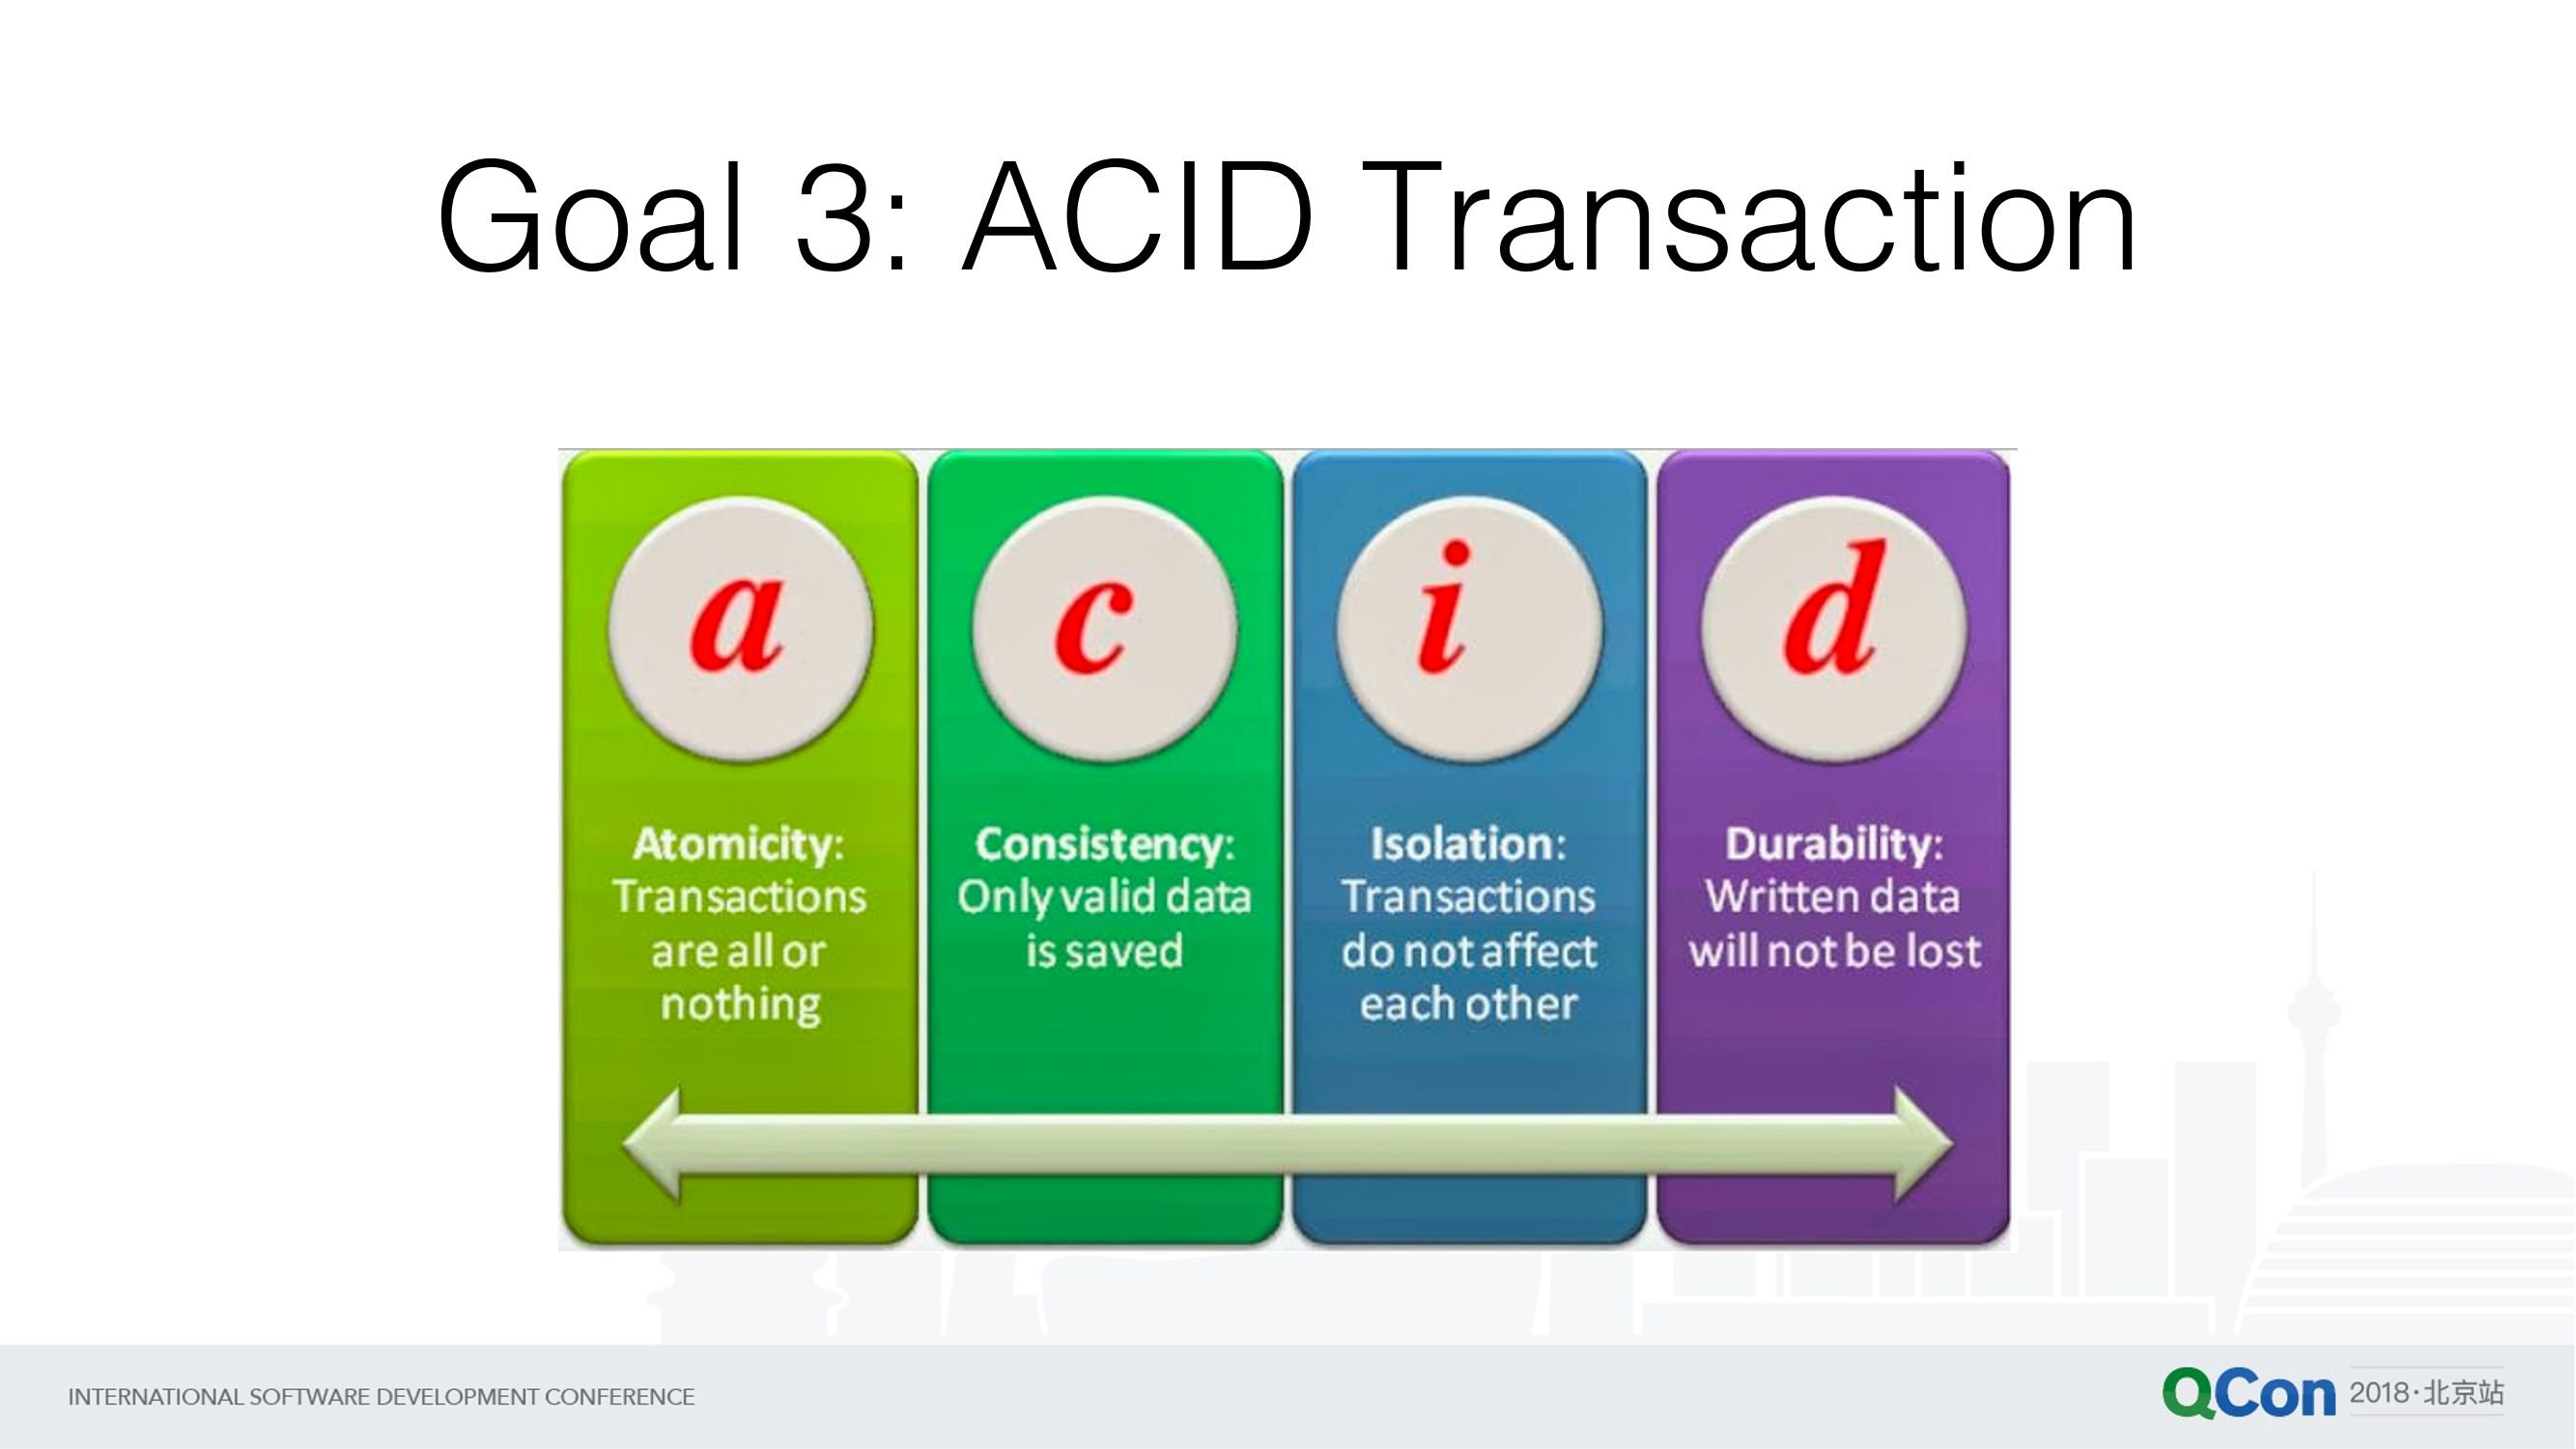 Goal 3: ACID Transaction
a
Atomicity:
Transactions
are all or
nothing
c
Consistency:
Only valid data
is saved
i
Isolation:
Transactions
do not affect
each other
d
Durability:
Written data
will not be lost
INTERNATIONAL SOFTWARE DEVELOPMENT CONFERENCE
QCon 2018·北京站